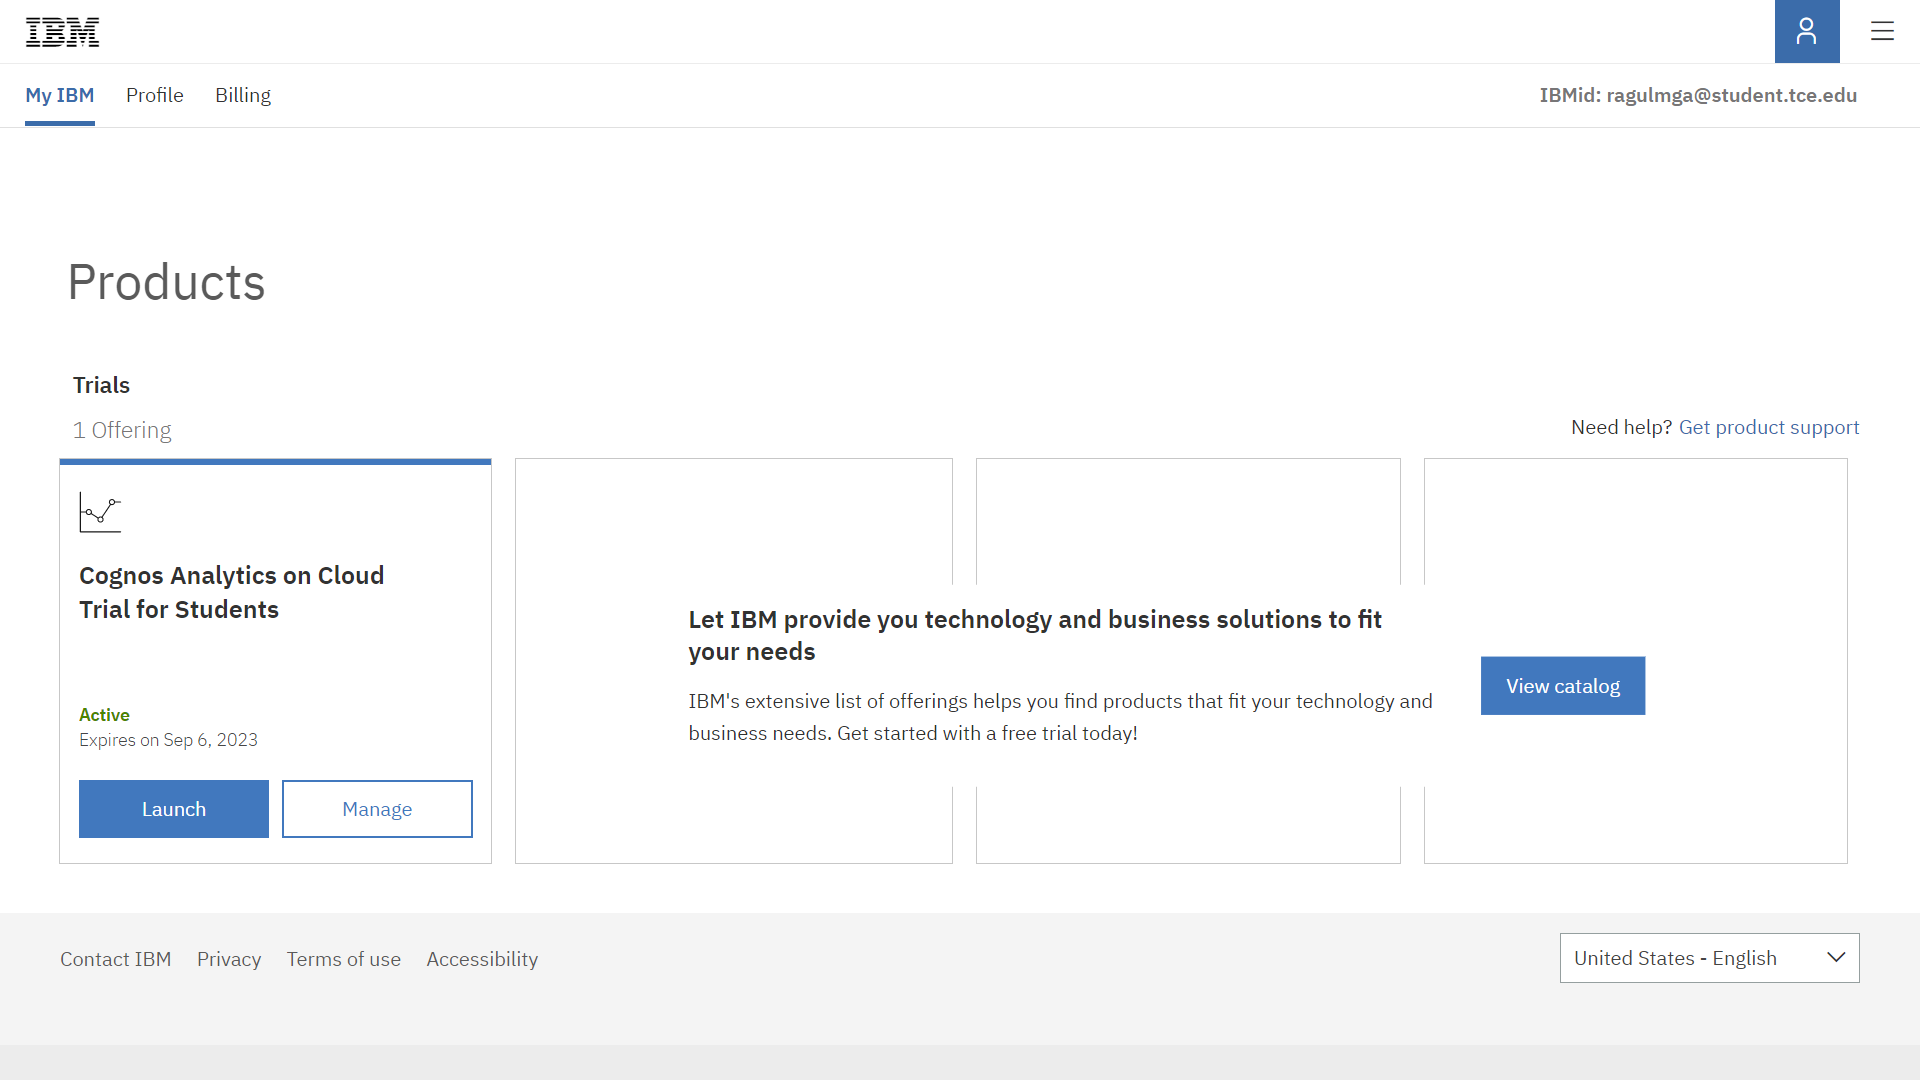 IBM
My IBM Profile Billing
IBMid: ragulmga@student.tce.edu
Products
Trials
1 Offering
Need help? Get product support
Cognos Analytics on Cloud
Trial for Students
Active
Expires on Sep 6, 2023
Launch
Manage
Let IBM provide you technology and business solutions to fit
your needs
IBM's extensive list of offerings helps you find products that fit your technology and
business needs. Get started with a free trial today!
View catalog
Contact IBM Privacy Terms of use Accessibility
United States - English